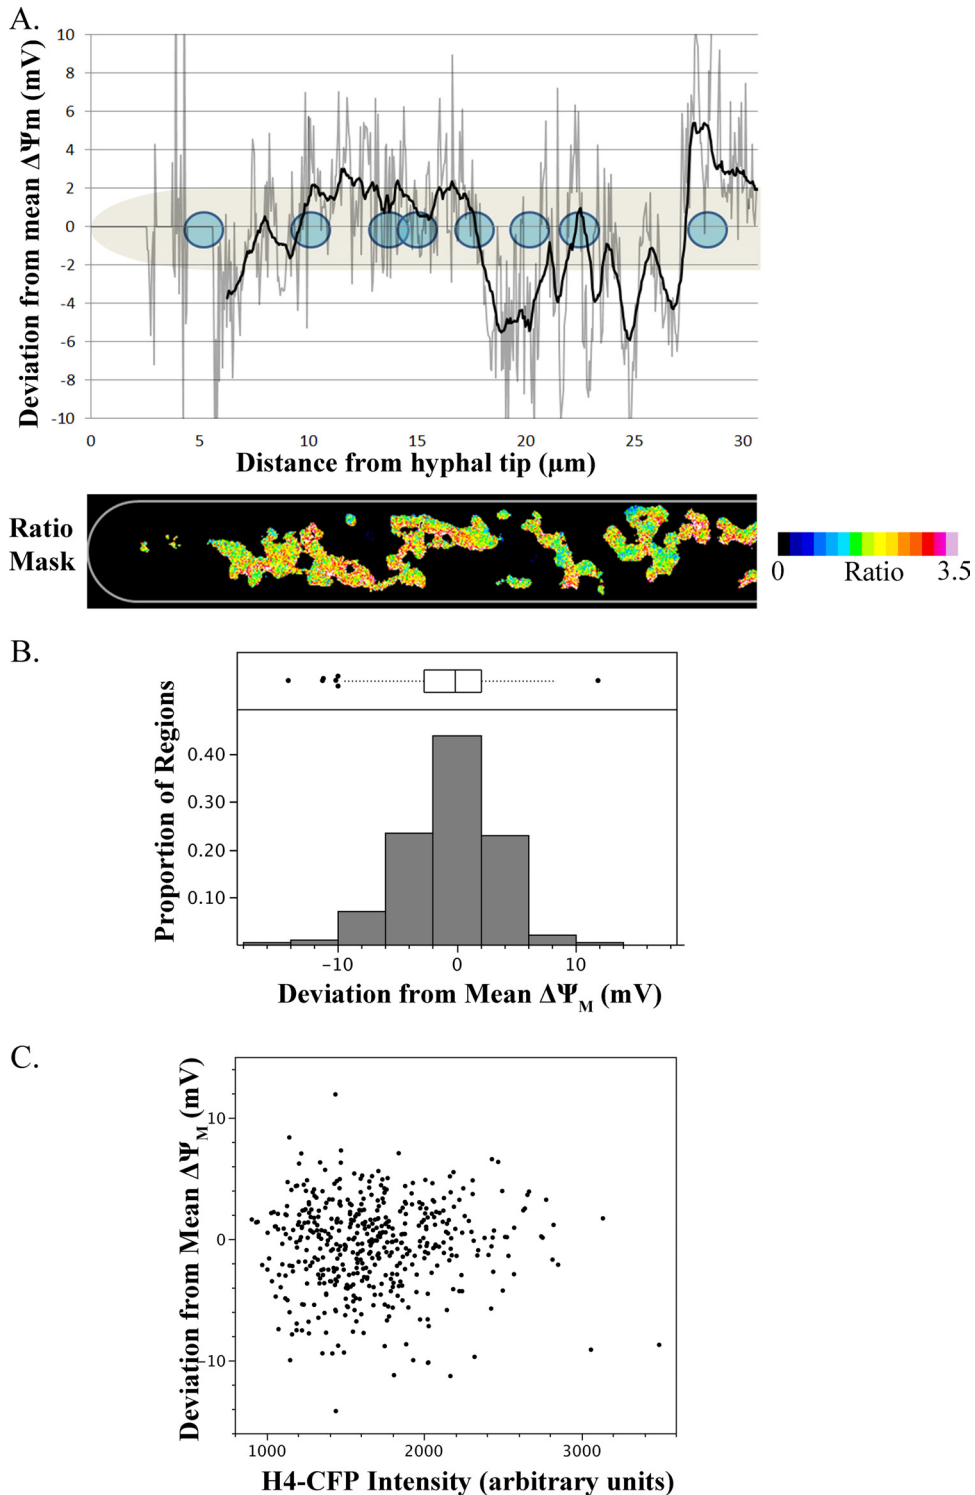 A.
Deviation from mean ΔΨm (mV)
10
8
6
4
2
0
-2
-4
-6
-8
-10
0 5 10 15 20 25 30
Distance from hyphal tip (µm)
Ratio
Mask
0 Ratio 3.5
B.
Proportion of Regions
0.40
0.30
0.20
0.10
−10 0 10
Deviation from Mean ΔΨM (mV)
C.
Deviation from Mean ΔΨM (mV)
10
0
−10
1000 2000 3000
H4-CFP Intensity (arbitrary units)